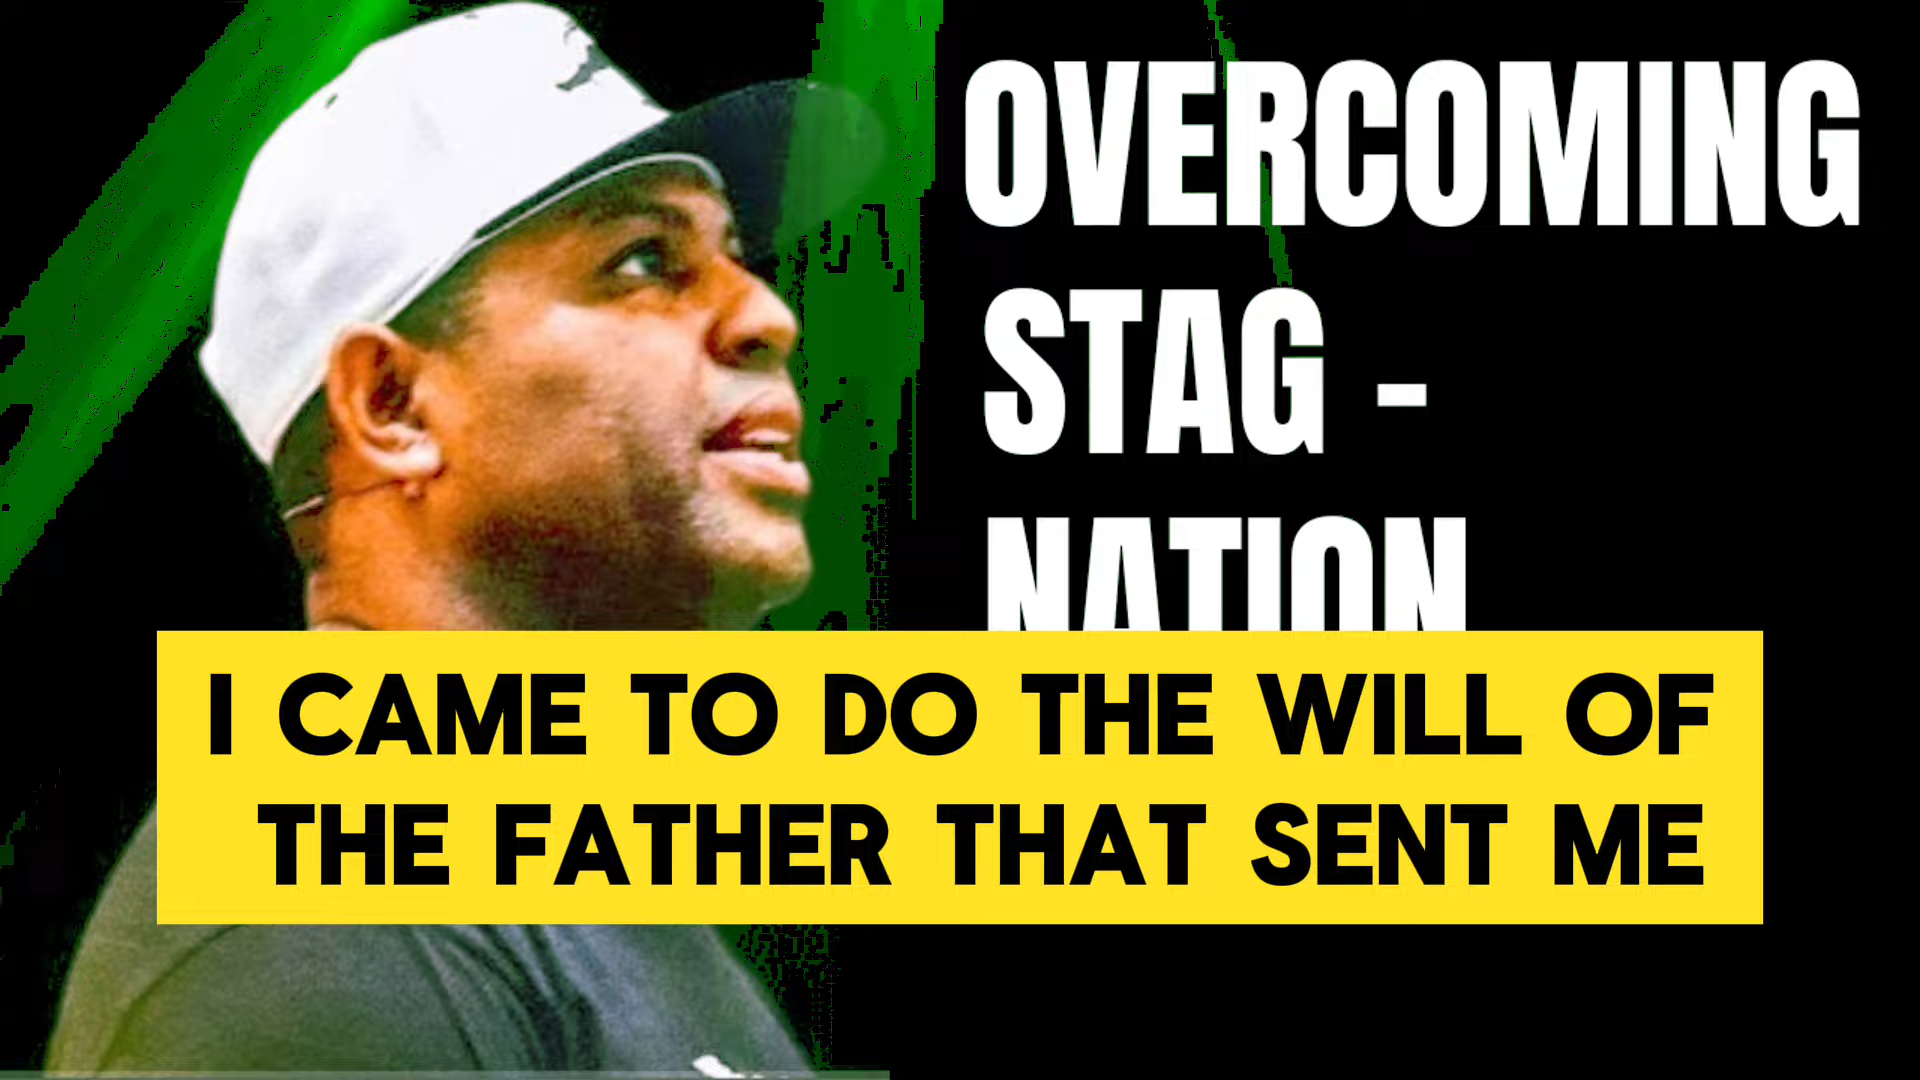 OVERCOMING
STAG -
NATION
I CAME TO DO THE WILL OF
THE FATHER THAT SENT ME